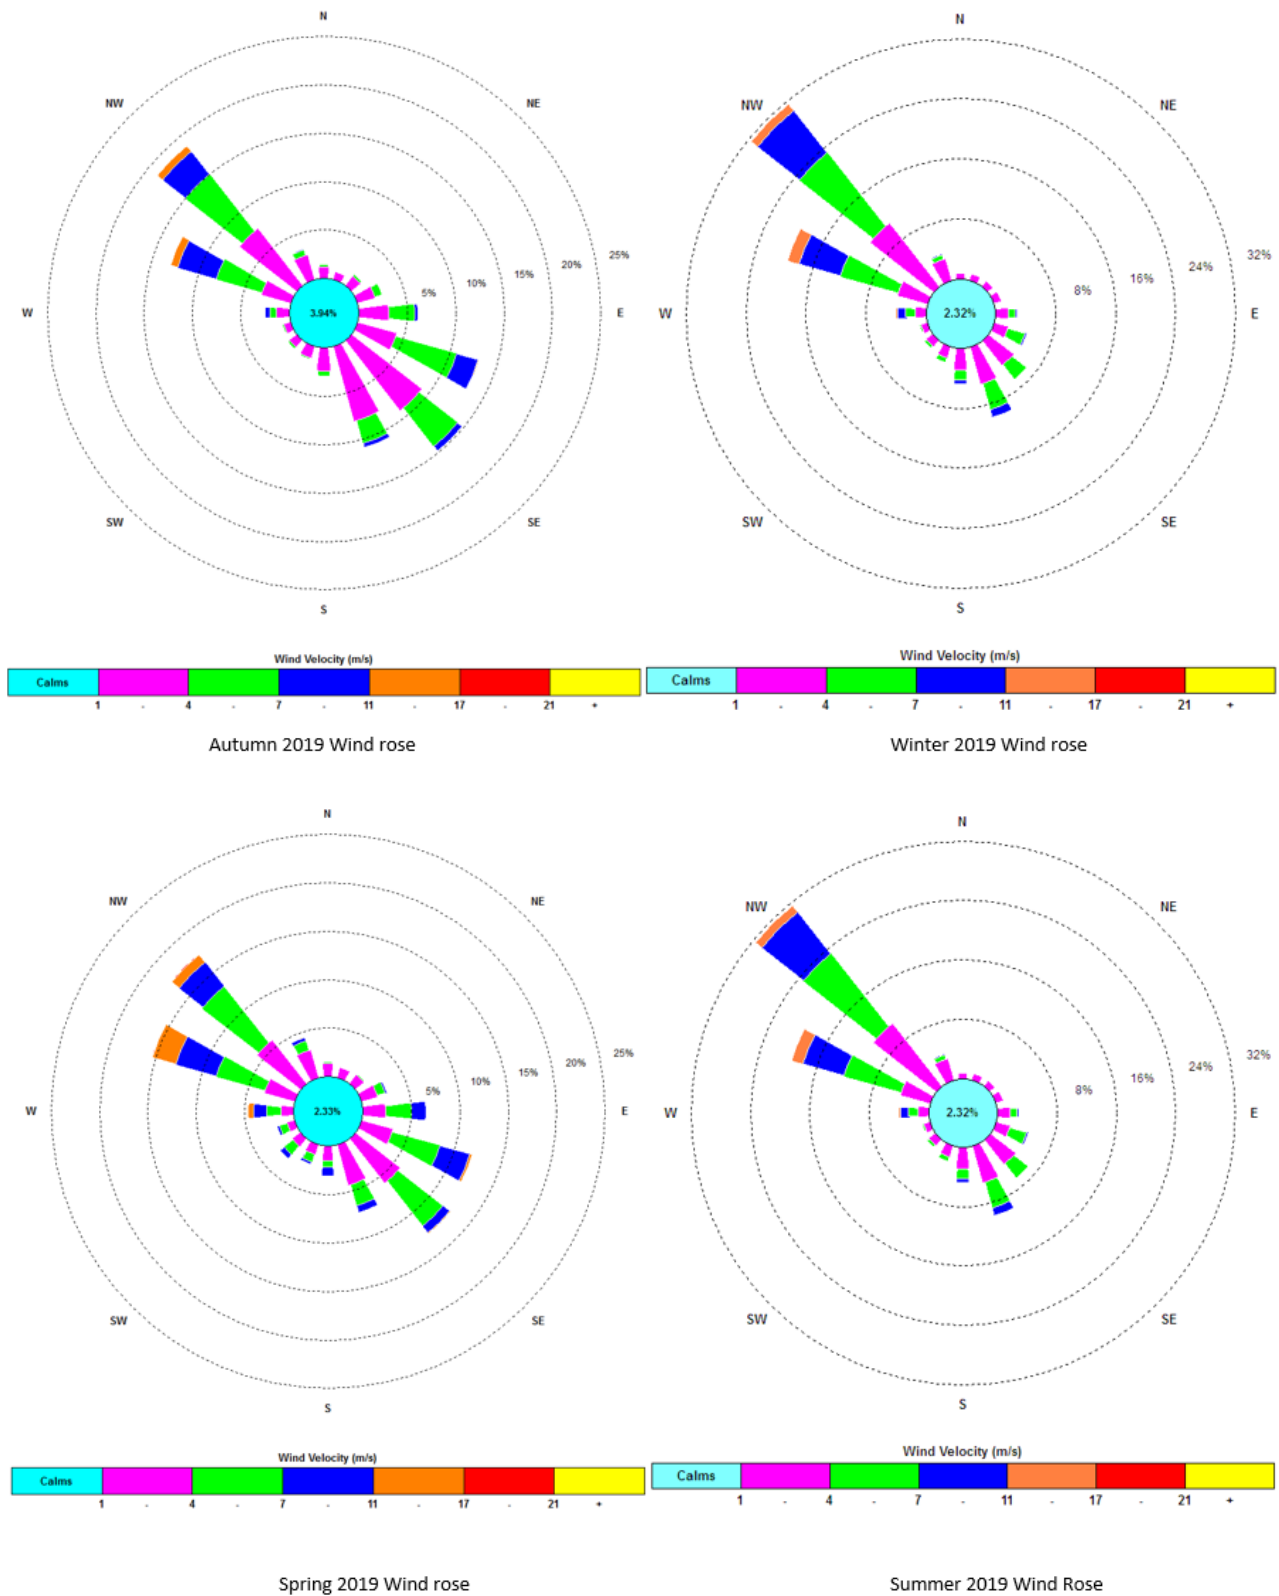 N
NW
NE
25%
20%
15%
10%
5%
3.94%
W
E
SW
SE
S
Wind Velocity (m/s)
Calms
1 - 4 - 7 - 11 - 17 - 21 +
Autumn 2019 Wind rose
N
NW
NE
32%
24%
16%
8%
2.32%
W
E
SW
SE
S
Wind Velocity (m/s)
Calms
1 - 4 - 7 - 11 - 17 - 21 +
Winter 2019 Wind rose
N
NW
NE
25%
20%
15%
10%
5%
2.33%
W
E
SW
SE
S
Wind Velocity (m/s)
Calms
1 - 4 - 7 - 11 - 17 - 21 +
Spring 2019 Wind rose
N
NW
NE
32%
24%
16%
8%
2.32%
W
E
SW
SE
S
Wind Velocity (m/s)
Calms
1 - 4 - 7 - 11 - 17 - 21 +
Summer 2019 Wind Rose